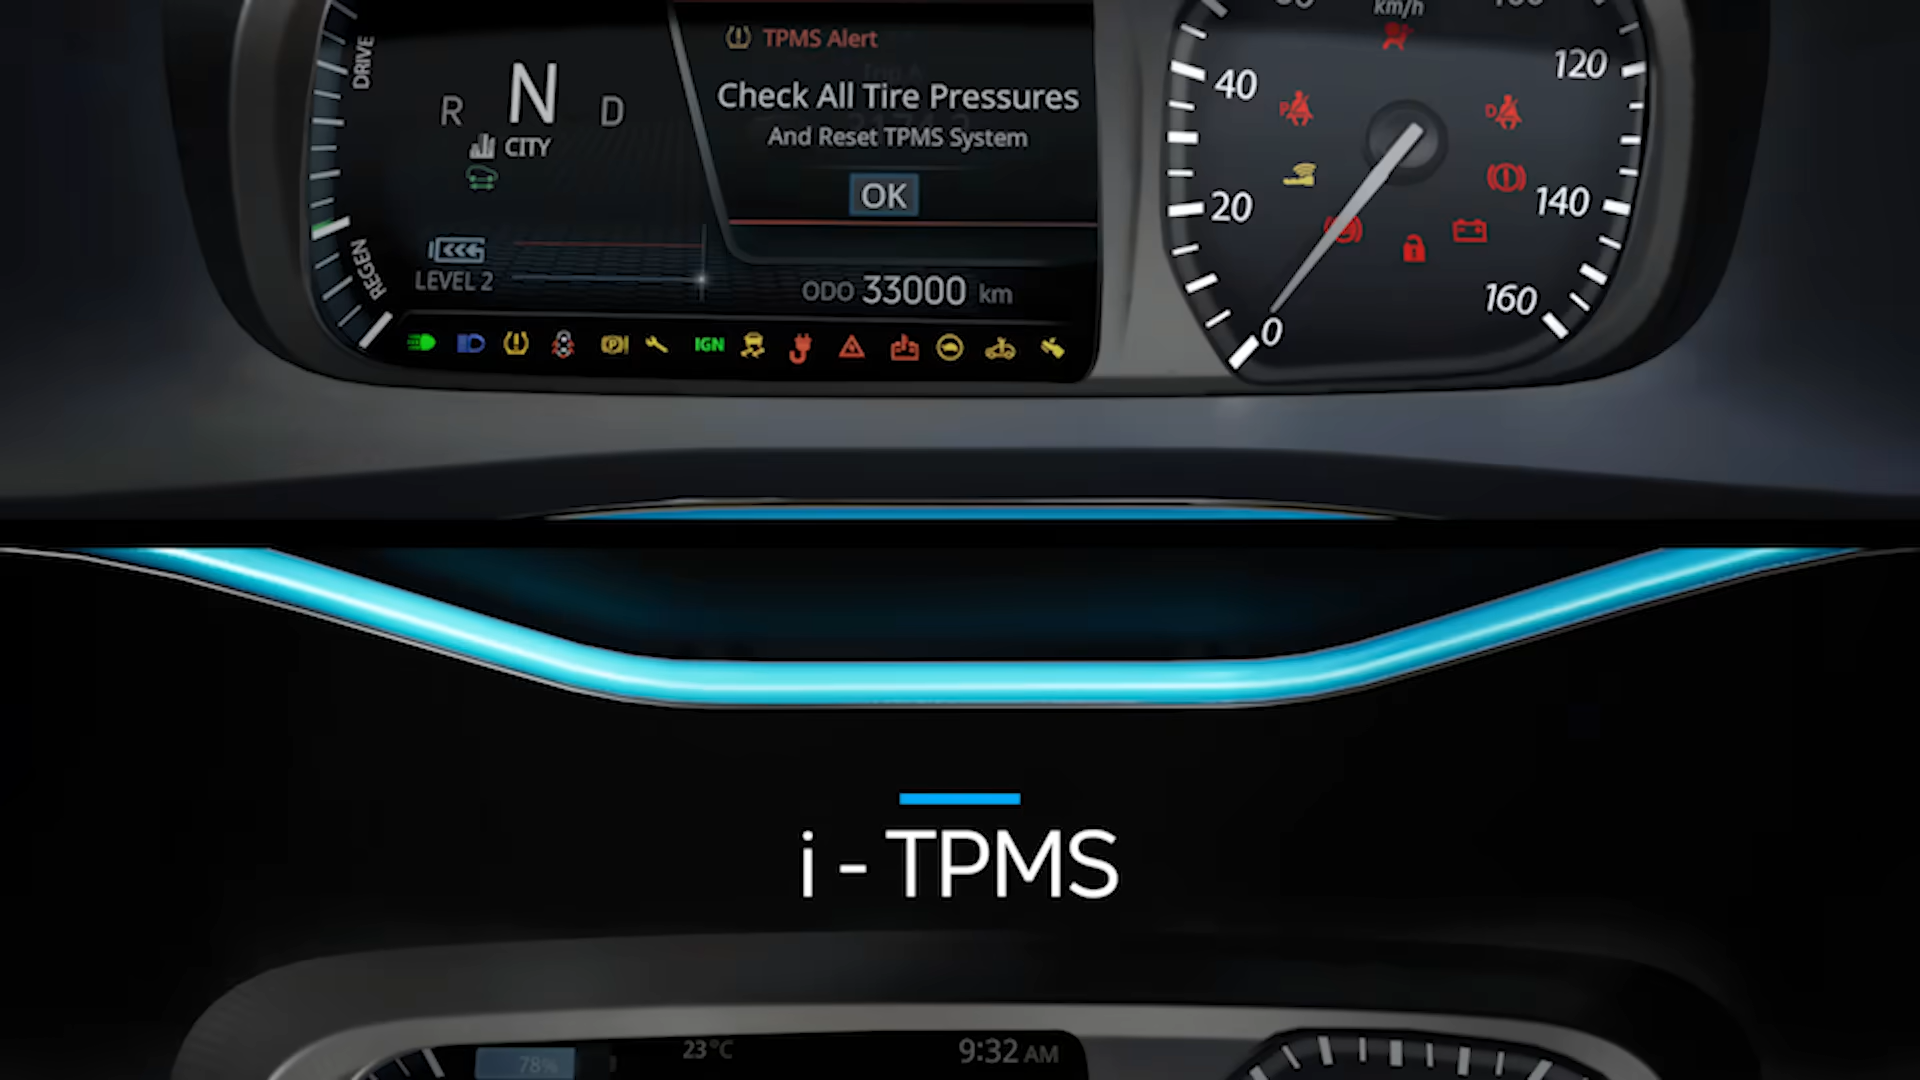 TPMS Alert
Check All Tire Pressures
And Reset TPMS System
OK
DRIVE
R N D
CITY
REGEN
LEVEL 2
ODO 33000 km
IGN
km/h
0
20
40
120
140
160
i - TPMS
78%
23°C
9:32 AM